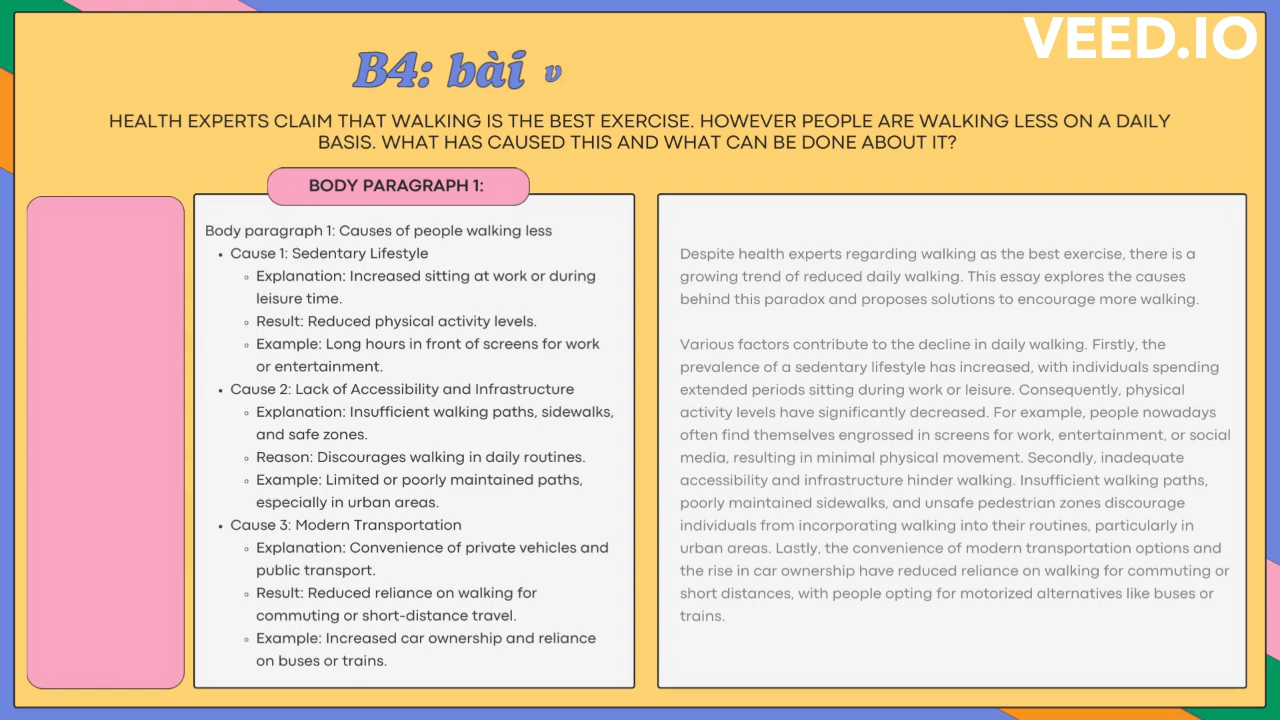 VEED.IO
B4: bài v
HEALTH EXPERTS CLAIM THAT WALKING IS THE BEST EXERCISE. HOWEVER PEOPLE ARE WALKING LESS ON A DAILY
BASIS. WHAT HAS CAUSED THIS AND WHAT CAN BE DONE ABOUT IT?
BODY PARAGRAPH 1:
Body paragraph 1: Causes of people walking less
• Cause 1: Sedentary Lifestyle
◦ Explanation: Increased sitting at work or during
leisure time.
◦ Result: Reduced physical activity levels.
◦ Example: Long hours in front of screens for work
or entertainment.
• Cause 2: Lack of Accessibility and Infrastructure
◦ Explanation: Insufficient walking paths, sidewalks,
and safe zones.
◦ Reason: Discourages walking in daily routines.
◦ Example: Limited or poorly maintained paths,
especially in urban areas.
• Cause 3: Modern Transportation
◦ Explanation: Convenience of private vehicles and
public transport.
◦ Result: Reduced reliance on walking for
commuting or short-distance travel.
◦ Example: Increased car ownership and reliance
on buses or trains.
Despite health experts regarding walking as the best exercise, there is a
growing trend of reduced daily walking. This essay explores the causes
behind this paradox and proposes solutions to encourage more walking.
Various factors contribute to the decline in daily walking. Firstly, the
prevalence of a sedentary lifestyle has increased, with individuals spending
extended periods sitting during work or leisure. Consequently, physical
activity levels have significantly decreased. For example, people nowadays
often find themselves engrossed in screens for work, entertainment, or social
media, resulting in minimal physical movement. Secondly, inadequate
accessibility and infrastructure hinder walking. Insufficient walking paths,
poorly maintained sidewalks, and unsafe pedestrian zones discourage
individuals from incorporating walking into their routines, particularly in
urban areas. Lastly, the convenience of modern transportation options and
the rise in car ownership have reduced reliance on walking for commuting or
short distances, with people opting for motorized alternatives like buses or
trains.